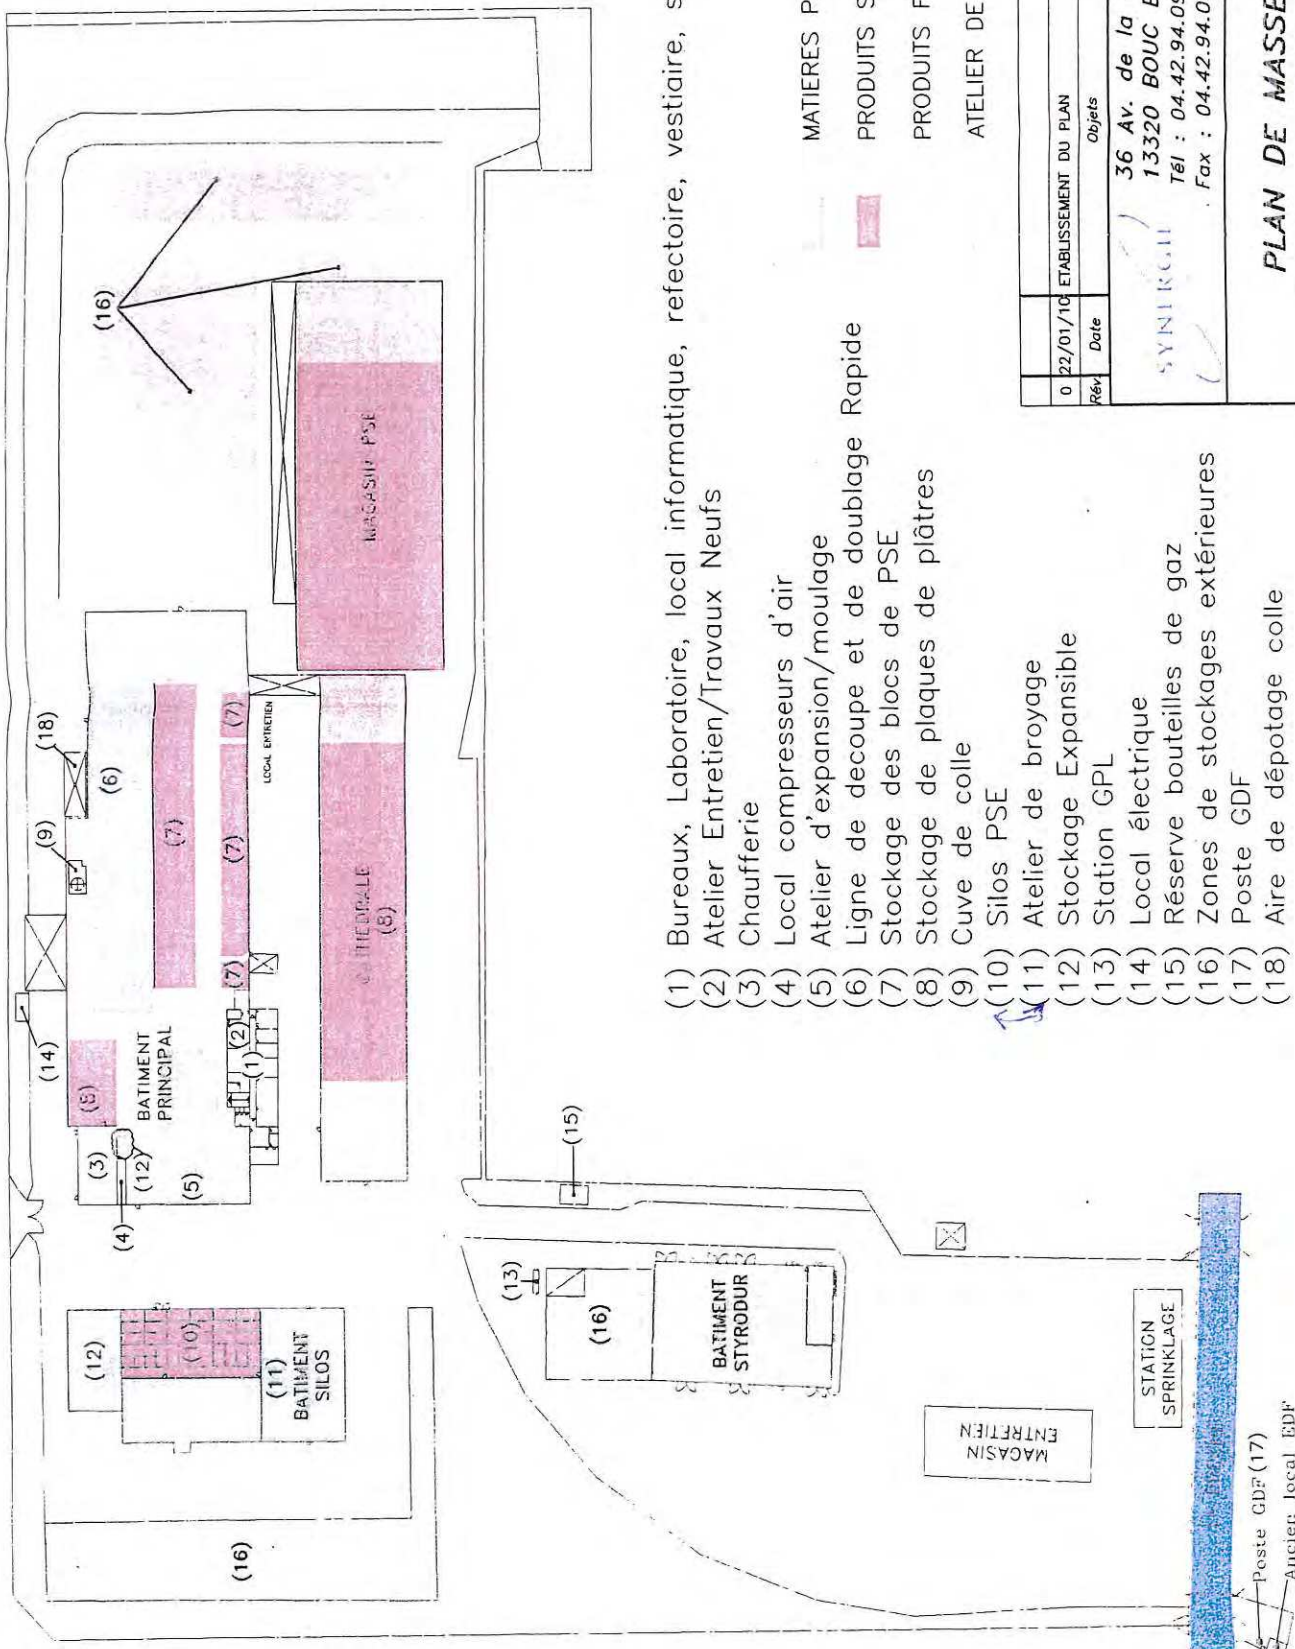 (16)
(18)
(9)
(6)
(7)
(7)
(7)
(7)
(14)
(8)
BATIMENT
PRINCIPAL
(3)
(12)
(5)
(4)
(2)
(1)
LOCAL ENTRETIEN
MAGASIN PSE
CATHEDRALE
(8)
(12)
(10)
(11)
BATIMENT
SILOS
(16)
(15)
(13)
(16)
BATIMENT
STYRODUR
MAGASIN
ENTRETIEN
STATION
SPRINKLAGE
Poste GDF(17)
Ancien local EDF
(1) Bureaux, Laboratoire, local informatique, refectoire, vestiaire, s
(2) Atelier Entretien/Travaux Neufs
(3) Chaufferie
(4) Local compresseurs d'air
(5) Atelier d'expansion/moulage
(6) Ligne de decoupe et de doublage Rapide
(7) Stockage des blocs de PSE
(8) Stockage de plaques de plâtres
(9) Cuve de colle
(10) Silos PSE
(11) Atelier de broyage
(12) Stockage Expansible
(13) Station GPL
(14) Local électrique
(15) Réserve bouteilles de gaz
(16) Zones de stockages extérieures
(17) Poste GDF
(18) Aire de dépotage colle
MATIERES P
PRODUITS S
PRODUITS F
ATELIER DE
0 22/01/10 ETABLISSEMENT DU PLAN
Rév. Date Objets
36 Av. de la
13320 BOUC B
Tél : 04.42.94.09
Fax : 04.42.94.0
PLAN DE MASSE